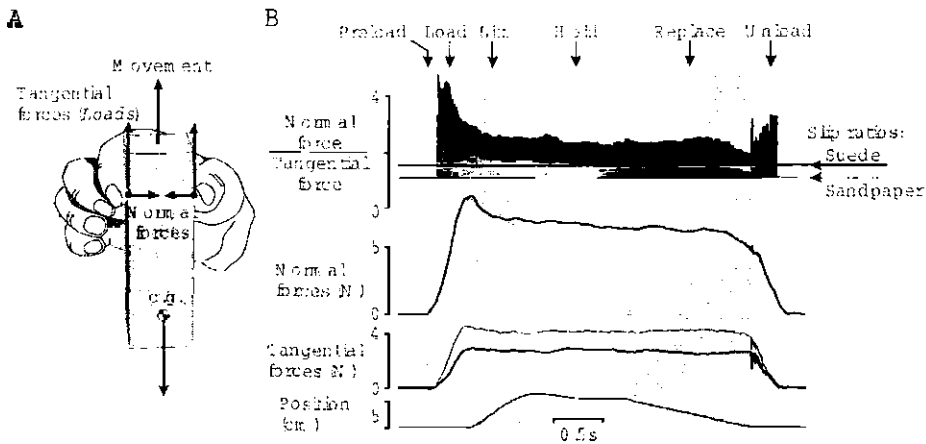 A
Movement
Tangential
forces (Loads)
Normal
forces
c.g.
B
Preload Load Hold Replace Unload
4
Normal
force
Tangential
force
0
Slip ratios:
Suede
Sandpaper
5
Normal
forces (N)
0
4
Tangential
forces (N)
0
Position
(cm)
5
0.5s